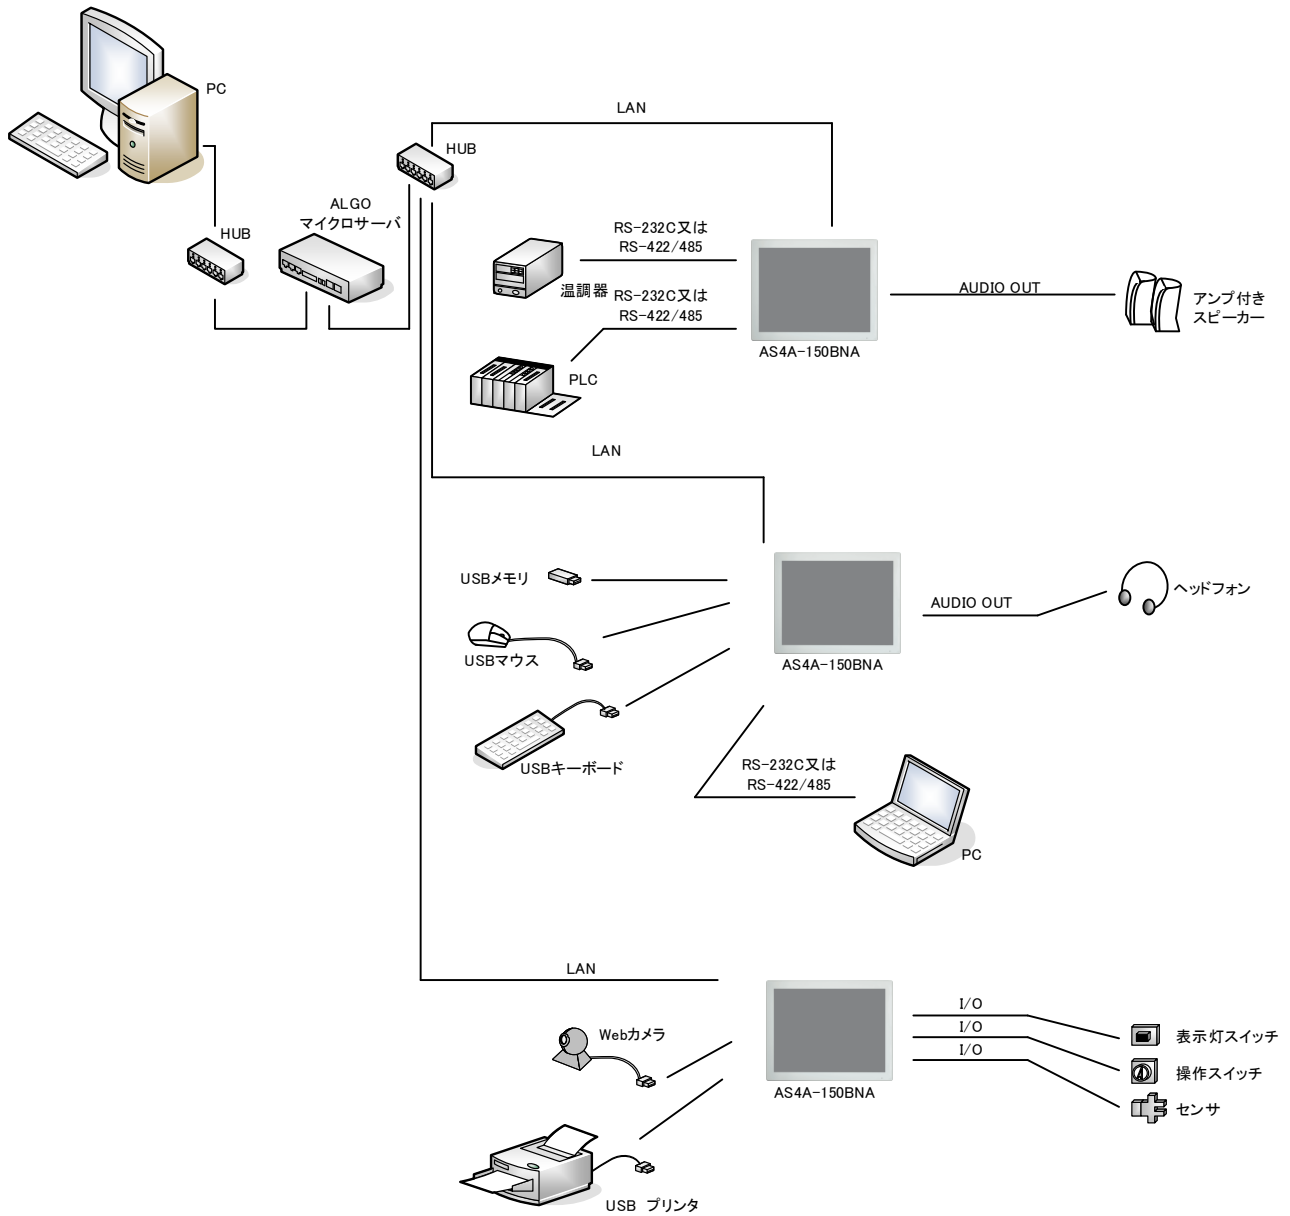 PC
LAN
HUB
ALGO
マイクロサーバ
HUB
RS-232C又は
RS-422/485
温調器
RS-232C又は
RS-422/485
AUDIO OUT
アンプ付き
スピーカー
AS4A-150BNA
PLC
LAN
USBメモリ
ヘッドフォン
AUDIO OUT
USBマウス
AS4A-150BNA
USBキーボード
RS-232C又は
RS-422/485
PC
LAN
I/O
I/O
I/O
Webカメラ
表示灯スイッチ
操作スイッチ
センサ
AS4A-150BNA
USB プリンタ